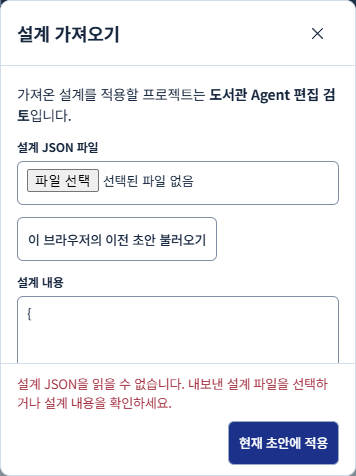 설계 가져오기
가져온 설계를 적용할 프로젝트는 도서관 Agent 편집 검
토입니다.
설계 JSON 파일
파일 선택 선택된 파일 없음
이 브라우저의 이전 초안 불러오기
설계 내용
{
설계 JSON을 읽을 수 없습니다. 내보낸 설계 파일을 선택하
거나 설계 내용을 확인하세요.
현재 초안에 적용